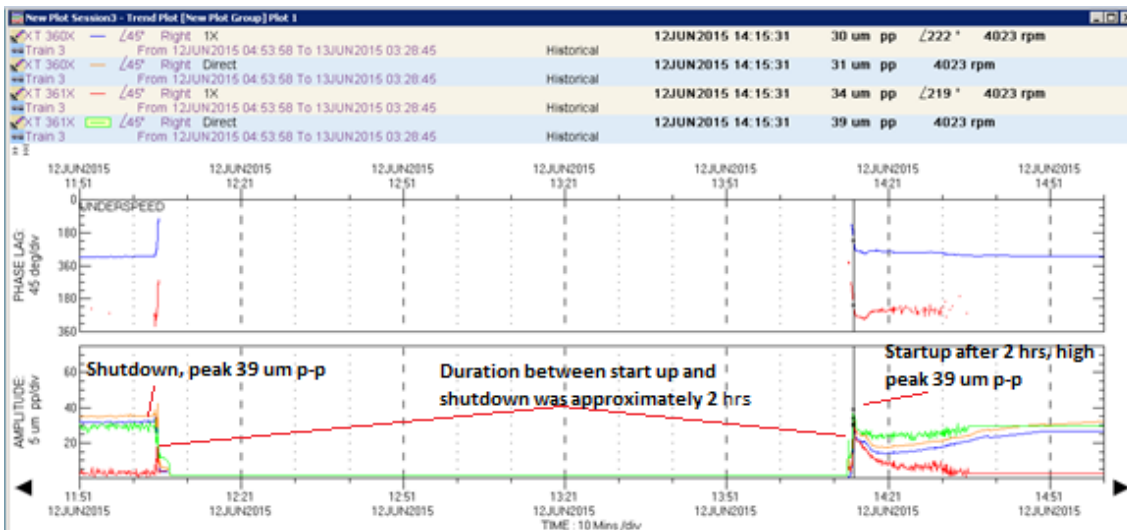 New Plot Session3 - Trend Plot [New Plot Group] Plot 1
XT 360X ∠45° Right 1X 12JUN2015 14:15:31 30 um pp ∠222 ° 4023 rpm
Train 3 From 12JUN2015 04:53:58 To 13JUN2015 03:28:45 Historical
XT 360X ∠45° Right Direct 12JUN2015 14:15:31 31 um pp 4023 rpm
Train 3 From 12JUN2015 04:53:58 To 13JUN2015 03:28:45 Historical
XT 361X ∠45° Right 1X 12JUN2015 14:15:31 34 um pp ∠219 ° 4023 rpm
Train 3 From 12JUN2015 04:53:58 To 13JUN2015 03:28:45 Historical
XT 361X ∠45° Right Direct 12JUN2015 14:15:31 39 um pp 4023 rpm
Train 3 From 12JUN2015 04:53:58 To 13JUN2015 03:28:45 Historical
12JUN2015 12JUN2015 12JUN2015 12JUN2015 12JUN2015 12JUN2015 12JUN2015
11:51 12:21 12:51 13:21 13:51 14:21 14:51
0
UNDERSPEED
180
360
180
360
PHASE LAG:
45 deg/div
Shutdown, peak 39 um p-p
Duration between start up and
shutdown was approximately 2 hrs
Startup after 2 hrs, high
peak 39 um p-p
60
40
20
AMPLITUDE:
5 um pp/div
11:51 12:21 12:51 13:21 13:51 14:21 14:51
12JUN2015 12JUN2015 12JUN2015 12JUN2015 12JUN2015 12JUN2015 12JUN2015
TIME : 10 Mins /div